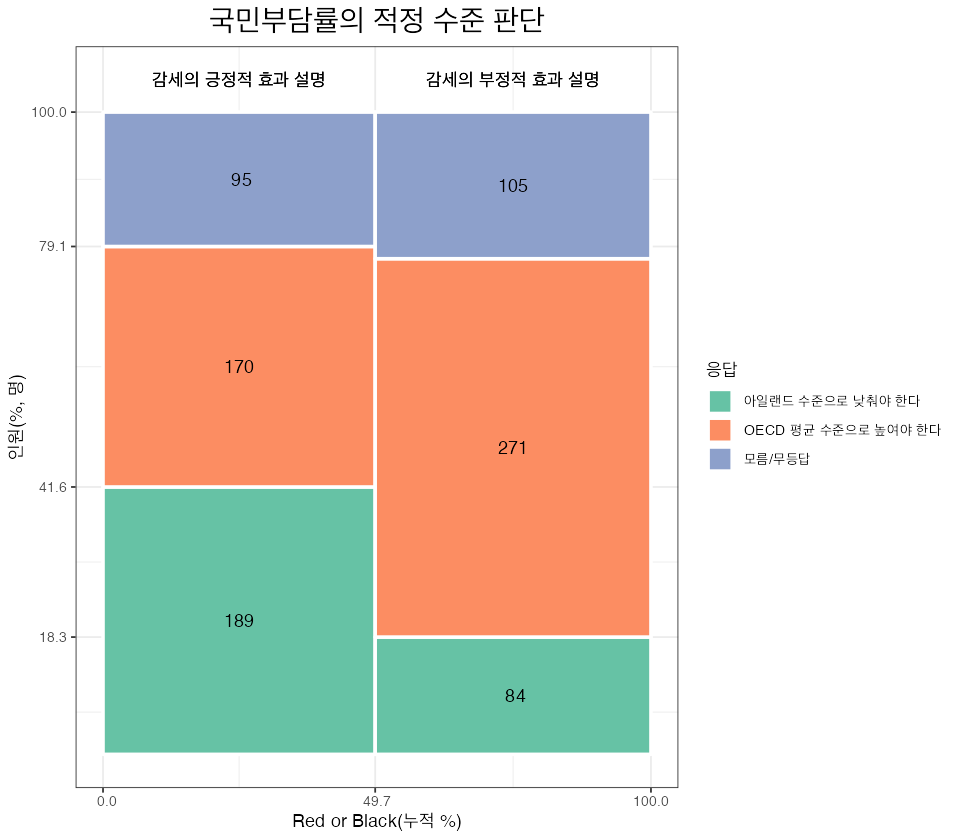 국민부담률의 적정 수준 판단
감세의 긍정적 효과 설명
감세의 부정적 효과 설명
100.0
79.1
41.6
18.3
인원(%, 명)
95
105
170
271
189
84
0.0
49.7
100.0
Red or Black(누적 %)
응답
아일랜드 수준으로 낮춰야 한다
OECD 평균 수준으로 높여야 한다
모름/무등답